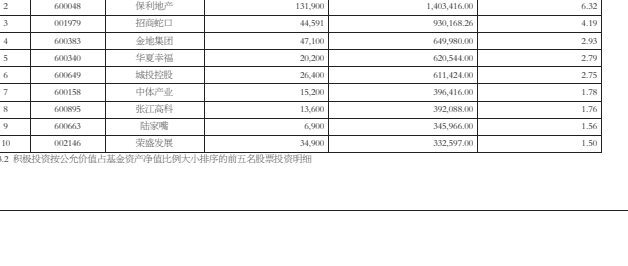 2 600048 保利地产 131,900 1,403,416.00 6.32
3 001979 招商蛇口 44,591 930,168.26 4.19
4 600383 金地集团 47,100 649,980.00 2.93
5 600340 华夏幸福 20,200 620,544.00 2.79
6 600649 城投控股 26,400 611,424.00 2.75
7 600158 中体产业 15,200 396,416.00 1.78
8 600895 张江高科 13,600 392,088.00 1.76
9 600663 陆家嘴 6,900 345,966.00 1.56
10 002146 荣盛发展 34,900 332,597.00 1.50
.2 积极投资按公允价值占基金资产净值比例大小排序的前五名股票投资明细